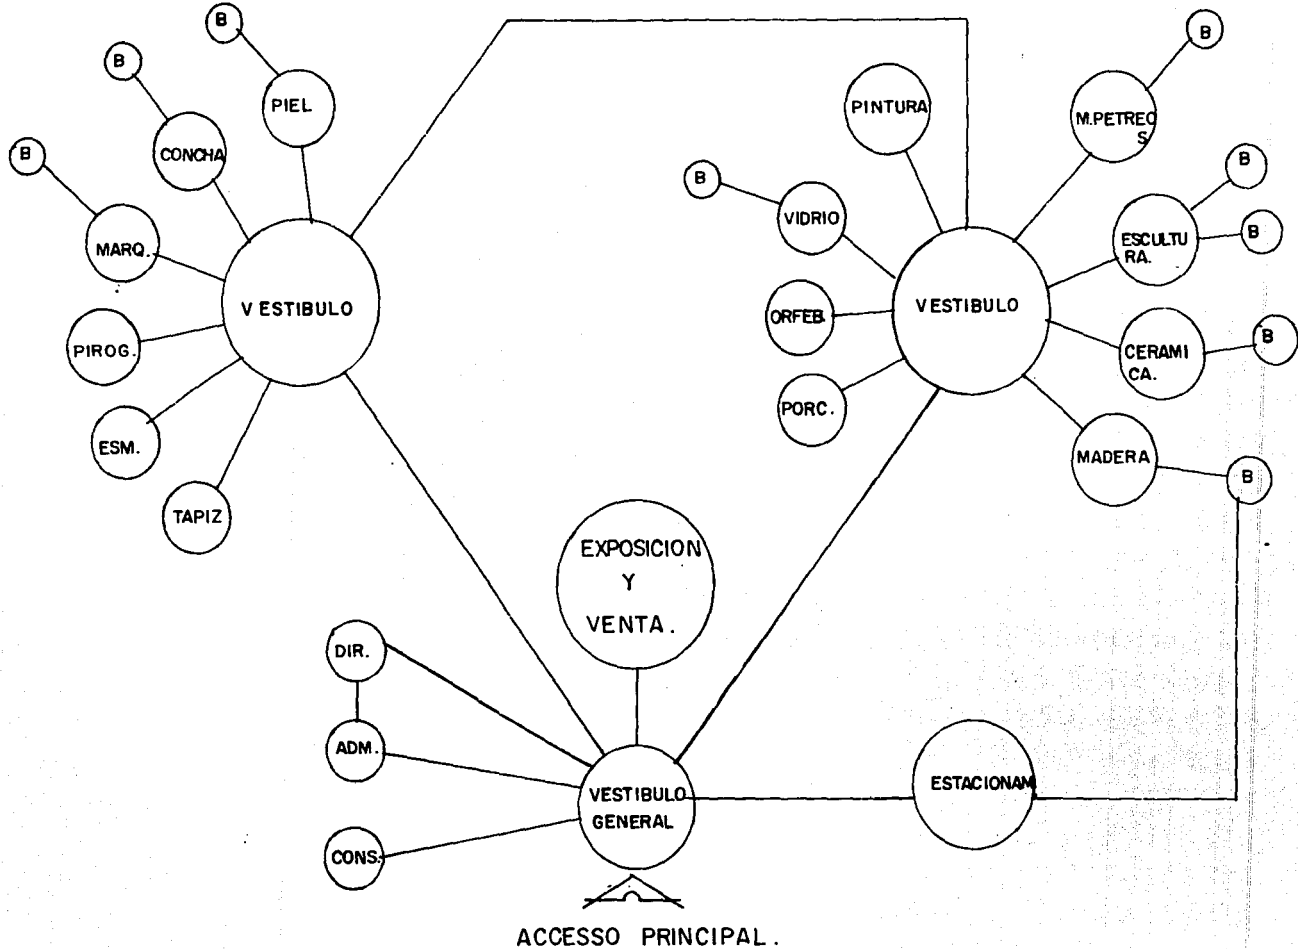 B
B
PIEL
B
CONCHA
MARQ.
PIROG.
ESM.
TAPIZ
VESTIBULO
B
PINTURA
M.PETREO
S.
B
VIDRIO
B
ESCULTU
RA.
B
ORFEB.
VESTIBULO
CERAMI
CA.
B
PORC.
MADERA
B
EXPOSICION
Y
VENTA.
DIR.
ADM.
CONS.
VESTIBULO
GENERAL
ESTACIONAM
ACCESSO PRINCIPAL.